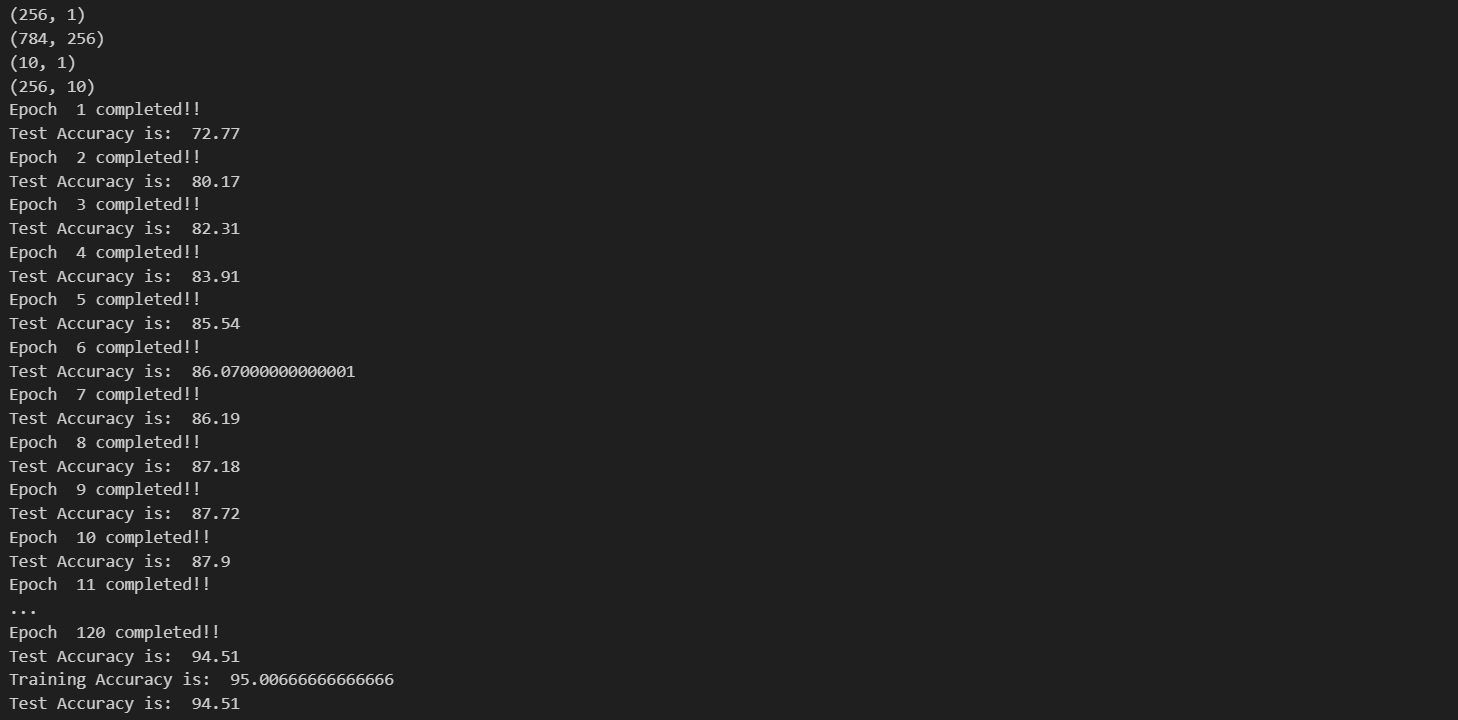 (256, 1)
(784, 256)
(10, 1)
(256, 10)
Epoch  1 completed!!
Test Accuracy is:  72.77
Epoch  2 completed!!
Test Accuracy is:  80.17
Epoch  3 completed!!
Test Accuracy is:  82.31
Epoch  4 completed!!
Test Accuracy is:  83.91
Epoch  5 completed!!
Test Accuracy is:  85.54
Epoch  6 completed!!
Test Accuracy is:  86.07000000000001
Epoch  7 completed!!
Test Accuracy is:  86.19
Epoch  8 completed!!
Test Accuracy is:  87.18
Epoch  9 completed!!
Test Accuracy is:  87.72
Epoch  10 completed!!
Test Accuracy is:  87.9
Epoch  11 completed!!
...
Epoch  120 completed!!
Test Accuracy is:  94.51
Training Accuracy is:  95.00666666666666
Test Accuracy is:  94.51